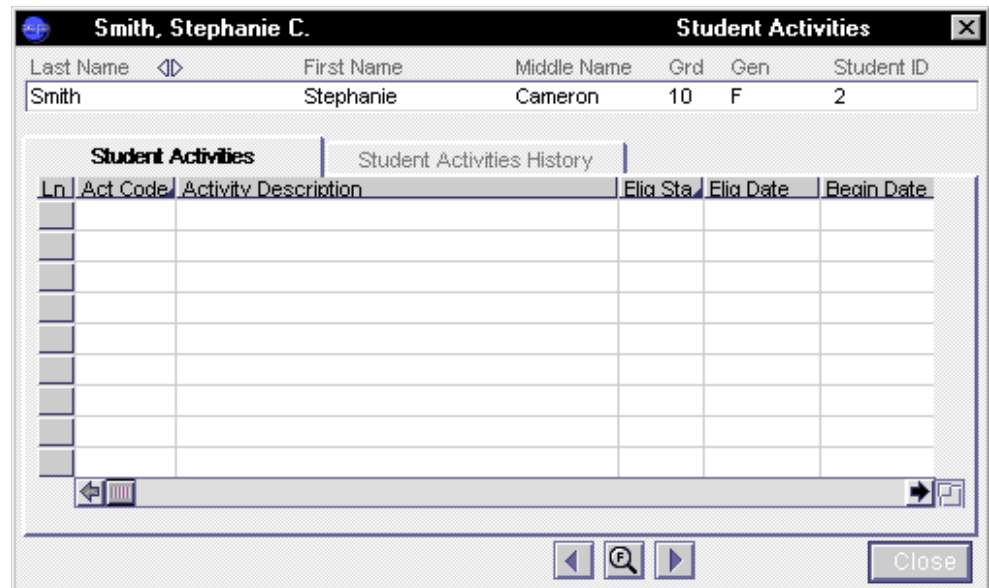 Smith, Stephanie C. Student Activities
Last Name First Name Middle Name Grd Gen Student ID
Smith Stephanie Cameron 10 F 2
Student Activities Student Activities History
Ln Act Code Activity Description Elig Sta Elig Date Begin Date
F
Close